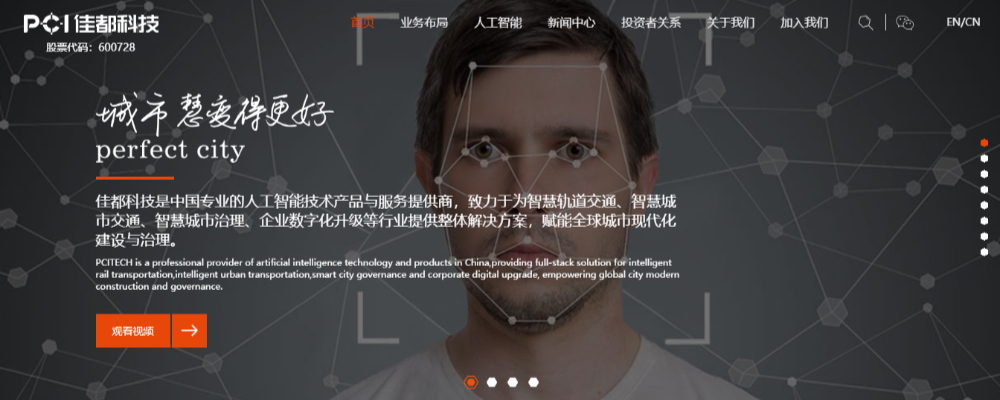 PCI 佳都科技
股票代码：600728
首页 业务布局 人工智能 新闻中心 投资者关系 关于我们 加入我们 EN/CN
城市慧变得更好
perfect city
佳都科技是中国专业的人工智能技术产品与服务提供商，致力于为智慧轨道交通、智慧城
市交通、智慧城市治理、企业数字化升级等行业提供整体解决方案，赋能全球城市现代化
建设与治理。
PCITECH is a professional provider of artificial intelligence technology and products in China,providing full-stack solution for intelligent
rail transportation,intelligent urban transportation,smart city governance and corporate digital upgrade, empowering global city modern
construction and governance.
观看视频